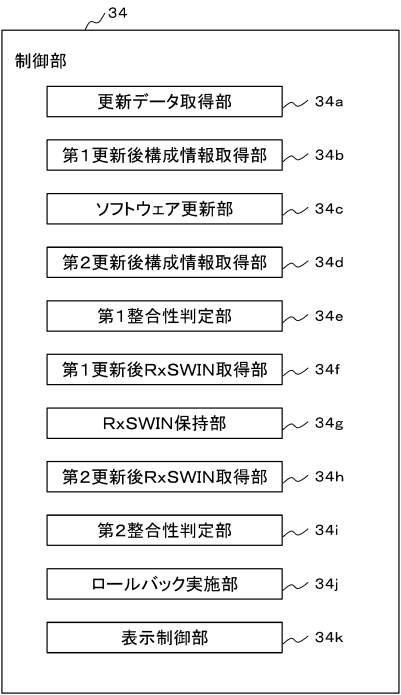 34
制御部
更新データ取得部 34a
第1更新後構成情報取得部 34b
ソフトウェア更新部 34c
第2更新後構成情報取得部 34d
第1整合性判定部 34e
第1更新後RxSWIN取得部 34f
RxSWIN保持部 34g
第2更新後RxSWIN取得部 34h
第2整合性判定部 34i
ロールバック実施部 34j
表示制御部 34k